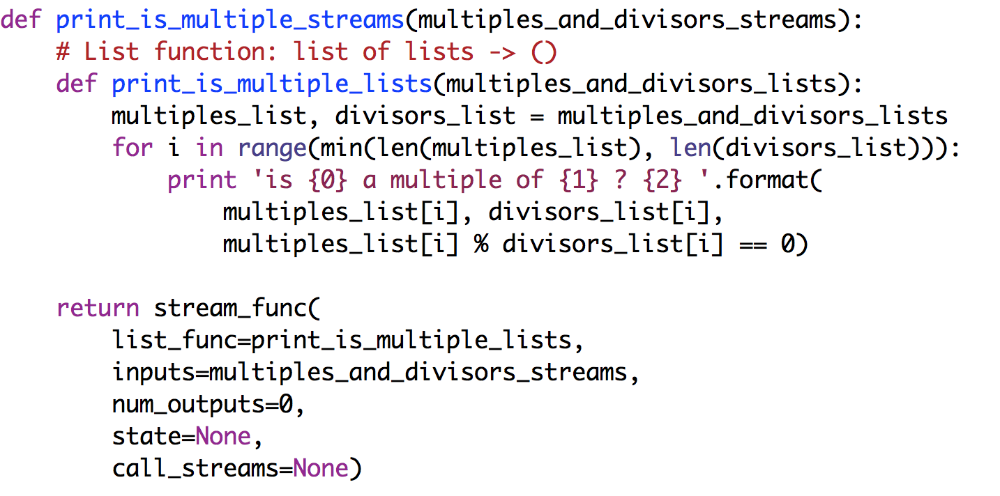 def print_is_multiple_streams(multiples_and_divisors_streams):
    # List function: list of lists -> ()
    def print_is_multiple_lists(multiples_and_divisors_lists):
        multiples_list, divisors_list = multiples_and_divisors_lists
        for i in range(min(len(multiples_list), len(divisors_list))):
            print 'is {0} a multiple of {1} ? {2} '.format(
                multiples_list[i], divisors_list[i],
                multiples_list[i] % divisors_list[i] == 0)

    return stream_func(
        list_func=print_is_multiple_lists,
        inputs=multiples_and_divisors_streams,
        num_outputs=0,
        state=None,
        call_streams=None)